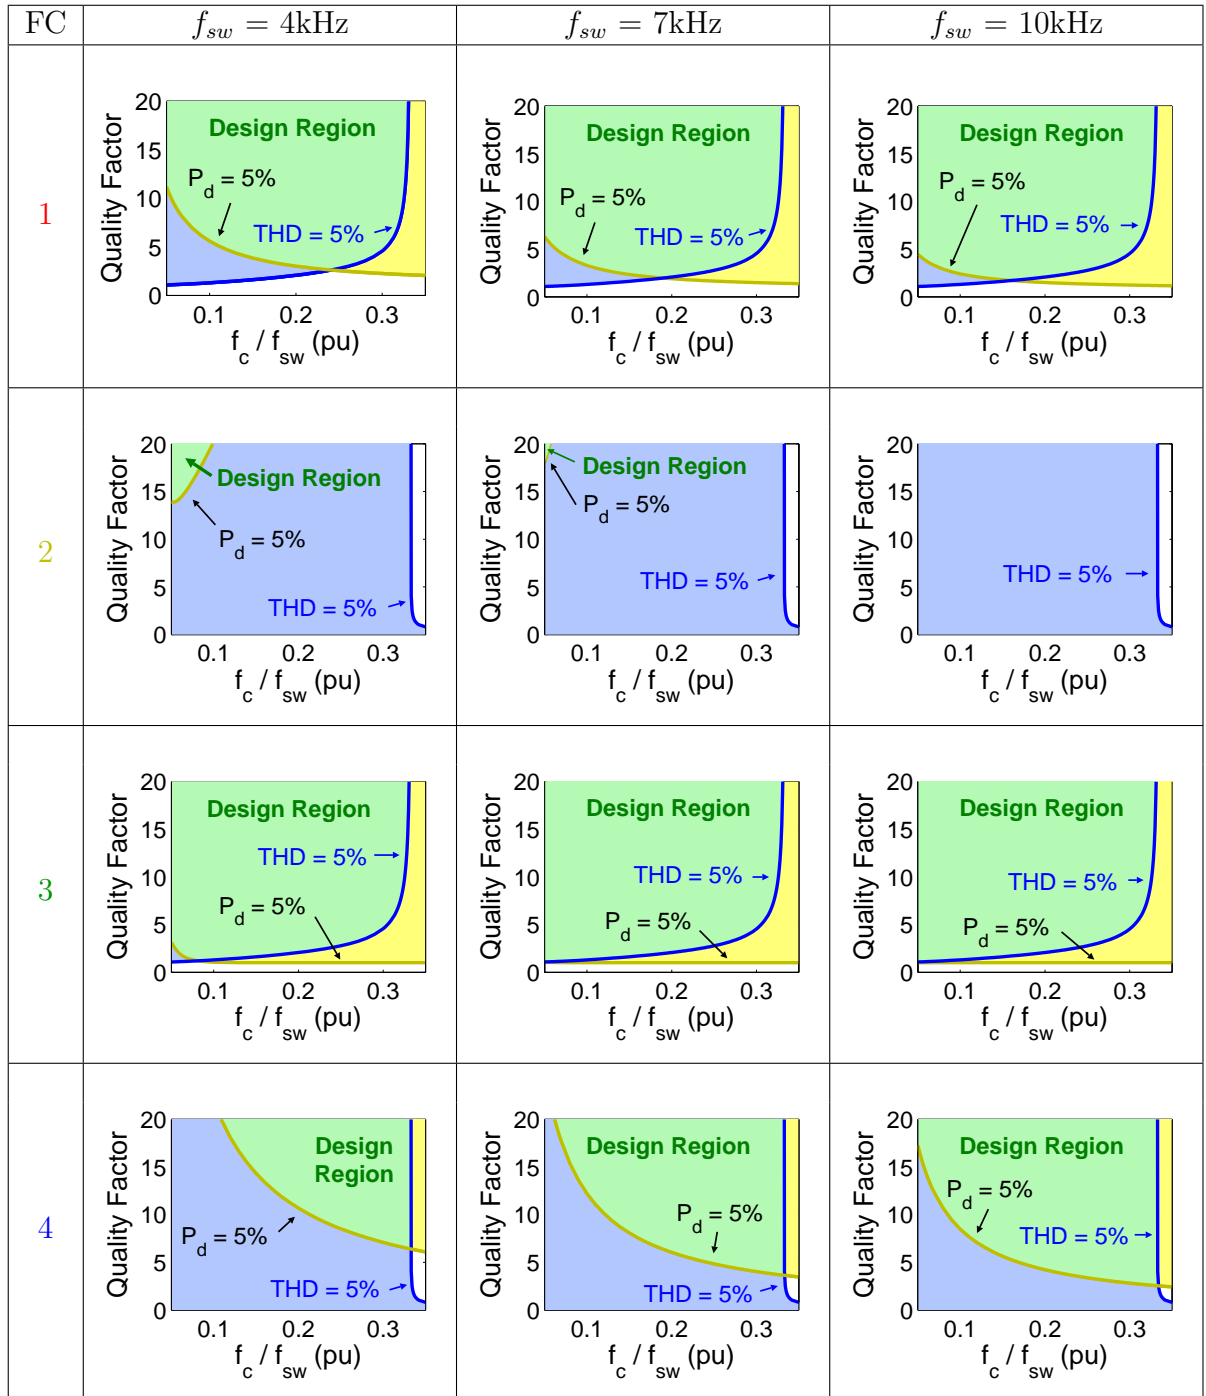 FC f_sw = 4kHz f_sw = 7kHz f_sw = 10kHz
1
Quality Factor
20
15
10
5
0
Design Region
P_d = 5%
THD = 5%
0.1 0.2 0.3
f_c / f_sw (pu)
Quality Factor
20
15
10
5
0
Design Region
P_d = 5%
THD = 5%
0.1 0.2 0.3
f_c / f_sw (pu)
Quality Factor
20
15
10
5
0
Design Region
P_d = 5%
THD = 5%
0.1 0.2 0.3
f_c / f_sw (pu)
2
Quality Factor
20
15
10
5
0
Design Region
P_d = 5%
THD = 5%
0.1 0.2 0.3
f_c / f_sw (pu)
Quality Factor
20
15
10
5
0
Design Region
P_d = 5%
THD = 5%
0.1 0.2 0.3
f_c / f_sw (pu)
Quality Factor
20
15
10
5
0
THD = 5%
0.1 0.2 0.3
f_c / f_sw (pu)
3
Quality Factor
20
15
10
5
0
Design Region
THD = 5%
P_d = 5%
0.1 0.2 0.3
f_c / f_sw (pu)
Quality Factor
20
15
10
5
0
Design Region
THD = 5%
P_d = 5%
0.1 0.2 0.3
f_c / f_sw (pu)
Quality Factor
20
15
10
5
0
Design Region
THD = 5%
P_d = 5%
0.1 0.2 0.3
f_c / f_sw (pu)
4
Quality Factor
20
15
10
5
0
Design
Region
P_d = 5%
THD = 5%
0.1 0.2 0.3
f_c / f_sw (pu)
Quality Factor
20
15
10
5
0
Design Region
P_d = 5%
THD = 5%
0.1 0.2 0.3
f_c / f_sw (pu)
Quality Factor
20
15
10
5
0
Design Region
P_d = 5%
THD = 5%
0.1 0.2 0.3
f_c / f_sw (pu)